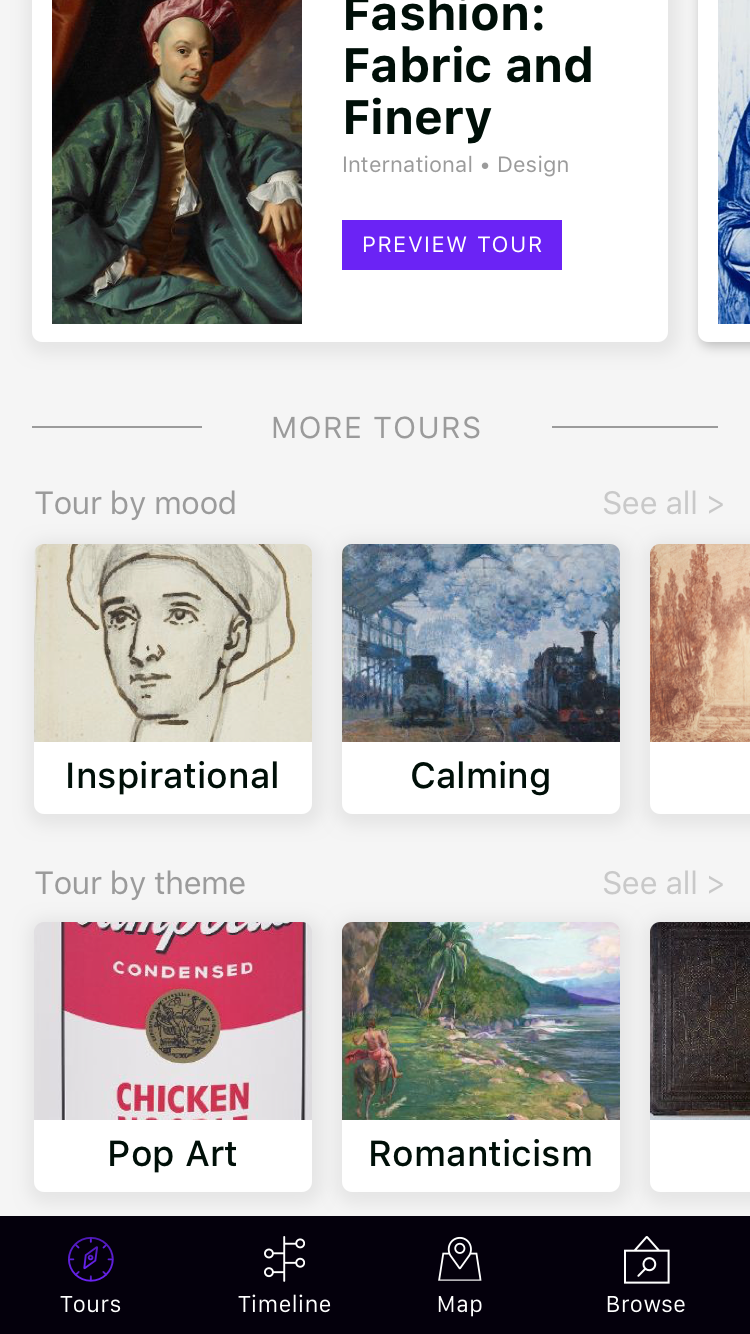 Fashion:
Fabric and
Finery
International • Design
PREVIEW TOUR
MORE TOURS
Tour by mood
See all >
Inspirational
Calming
Tour by theme
See all >
CONDENSED
CHICKEN
Pop Art
Romanticism
Tours
Timeline
Map
Browse